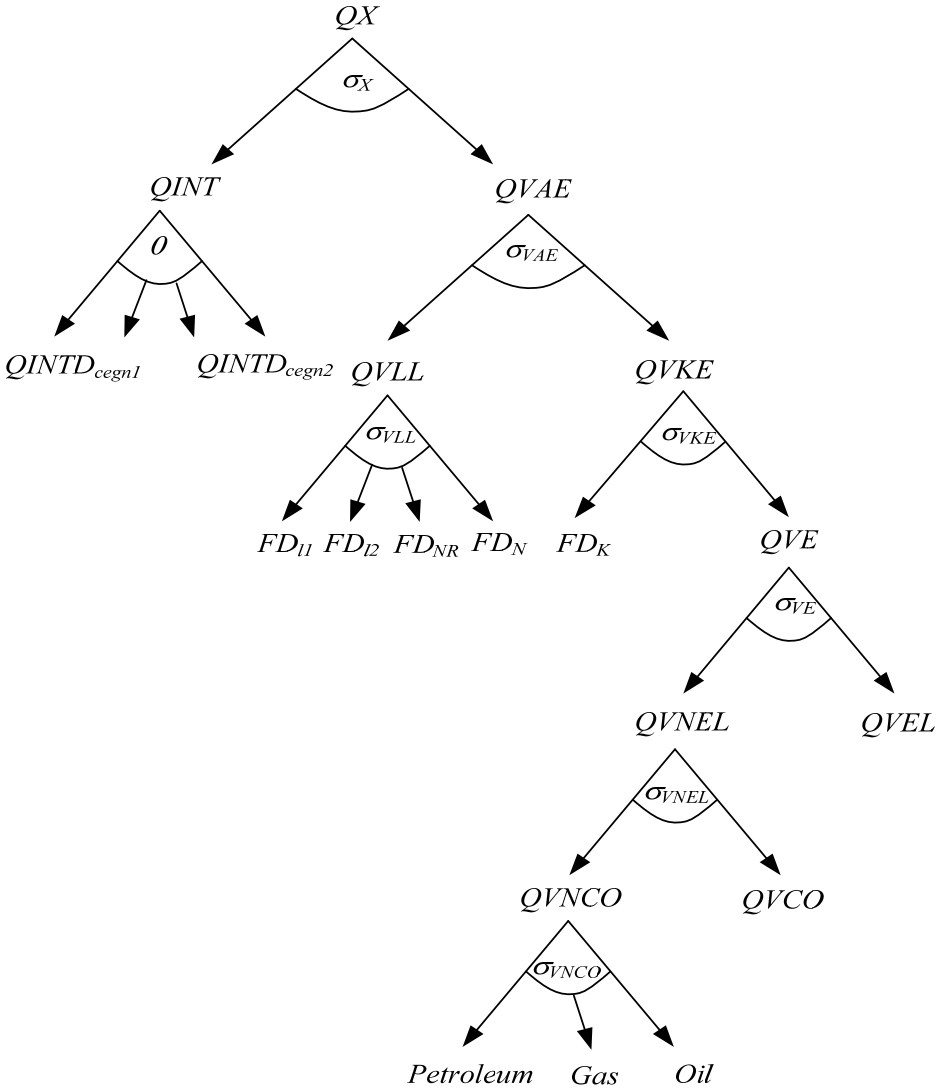 QX
σX
QINT
QVAE
0
σVAE
QINTDcegn1
QINTDcegn2
QVLL
QVKE
σVLL
σVKE
FDl1 FDl2 FDNR FDN FDK
QVE
σVE
QVNEL
QVEL
σVNEL
QVNCO
QVCO
σVNCO
Petroleum Gas Oil